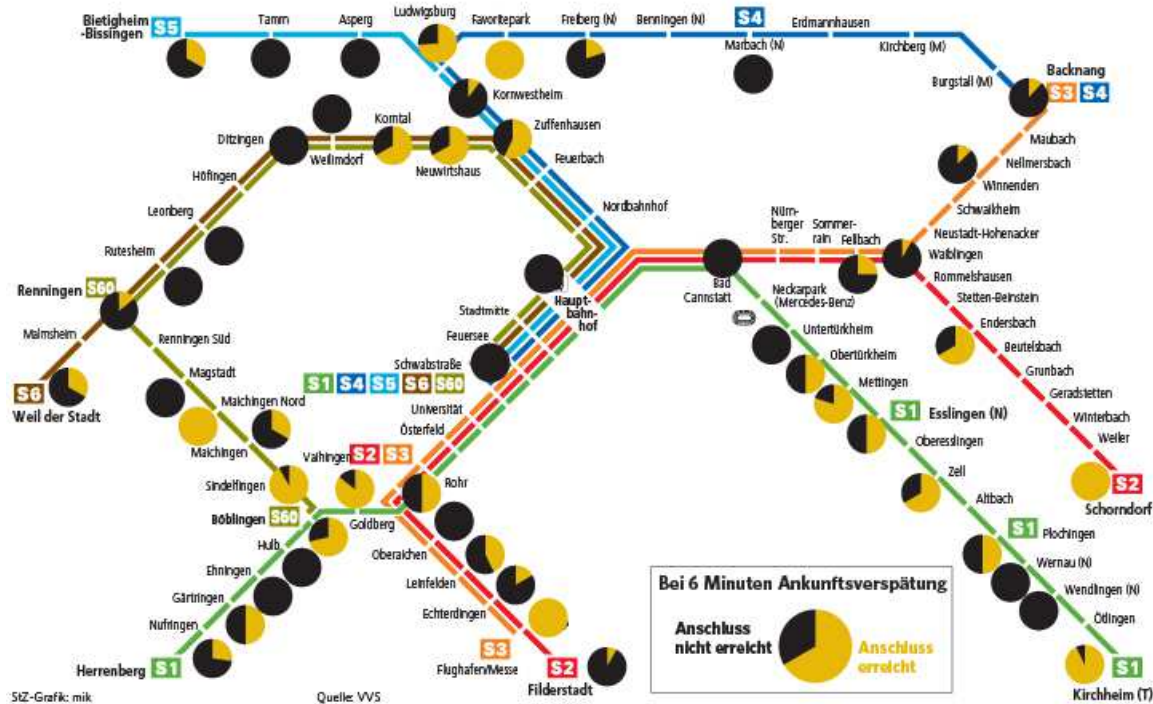 Bietigheim
-Bissingen
S5
Tamm
Asperg
Ludwigsburg
Favoritepark
Freiberg (N)
Benningen (N)
S4
Marbach (N)
Erdmannhausen
Kirchberg (M)
Burgstall (M)
Backnang
S3 S4
Kornwestheim
Zuffenhausen
Feuerbach
Nordbahnhof
Korntal
Neuwirtshaus
Weilimdorf
Ditzingen
Höfingen
Leonberg
Rutesheim
Renningen S60
Malmsheim
S6
Weil der Stadt
Renningen Süd
Magstadt
Maichingen Nord
Maichingen
Sindelfingen
Böblingen S60
Maubach
Nellmersbach
Winnenden
Schwaikheim
Neustadt-Hohenacker
Waiblingen
Nürn-
berger
Str.
Sommer-
rain
Fellbach
Bad
Cannstatt
Haupt-
bahn-
hof
Stadtmitte
Feuersee
Schwabstraße
S1 S4 S5 S6 S60
Universität
Österfeld
Vaihingen S2 S3
Rohr
Goldberg
Hulb
Ehningen
Gärtringen
Nufringen
Herrenberg S1
Oberaichen
Leinfelden
Echterdingen
S3
Flughafen/Messe
S2
Filderstadt
Rommelshausen
Stetten-Beinstein
Endersbach
Beutelsbach
Grunbach
Geradstetten
Winterbach
Weiler
S2
Schorndorf
Neckarpark
(Mercedes-Benz)
Untertürkheim
Obertürkheim
Mettingen
S1 Esslingen (N)
Oberesslingen
Zell
Altbach
S1 Plochingen
Wernau (N)
Wendlingen (N)
Ötlingen
S1
Kirchheim (T)
Bei 6 Minuten Ankunftsverspätung
Anschluss
nicht erreicht
Anschluss
erreicht
StZ-Grafik: mik
Quelle: VVS